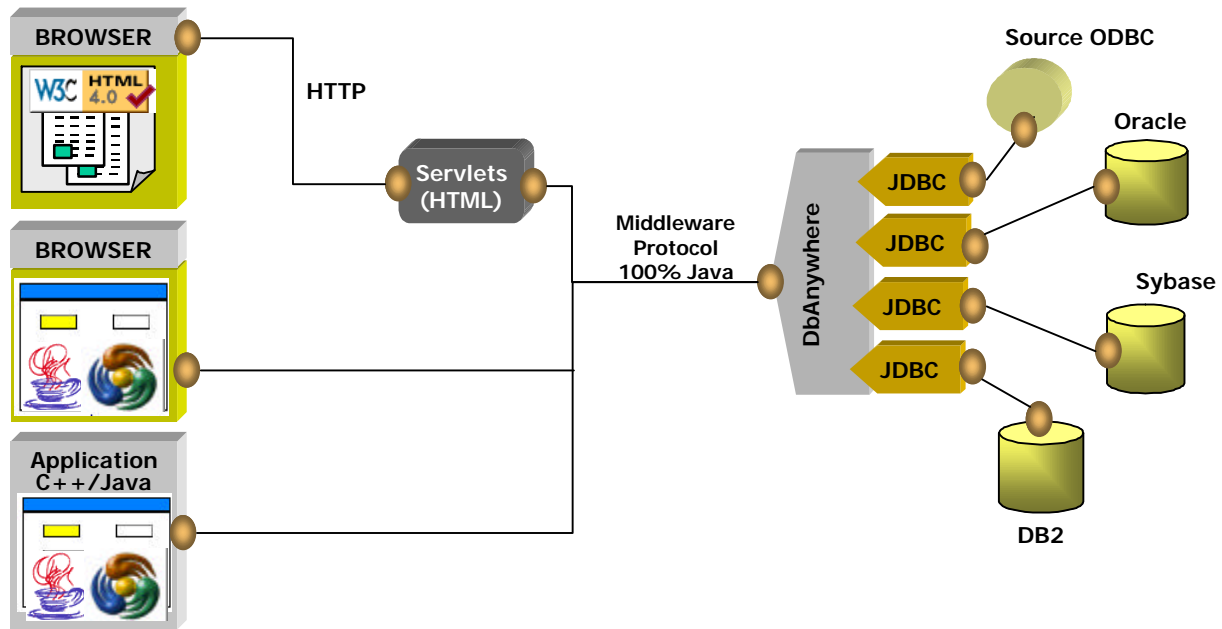 BROWSER
W3C HTML
4.0
HTTP
Servlets
(HTML)
BROWSER
Application
C++/Java
Middleware
Protocol
100% Java
DbAnywhere
JDBC
JDBC
JDBC
JDBC
Source ODBC
Oracle
Sybase
DB2